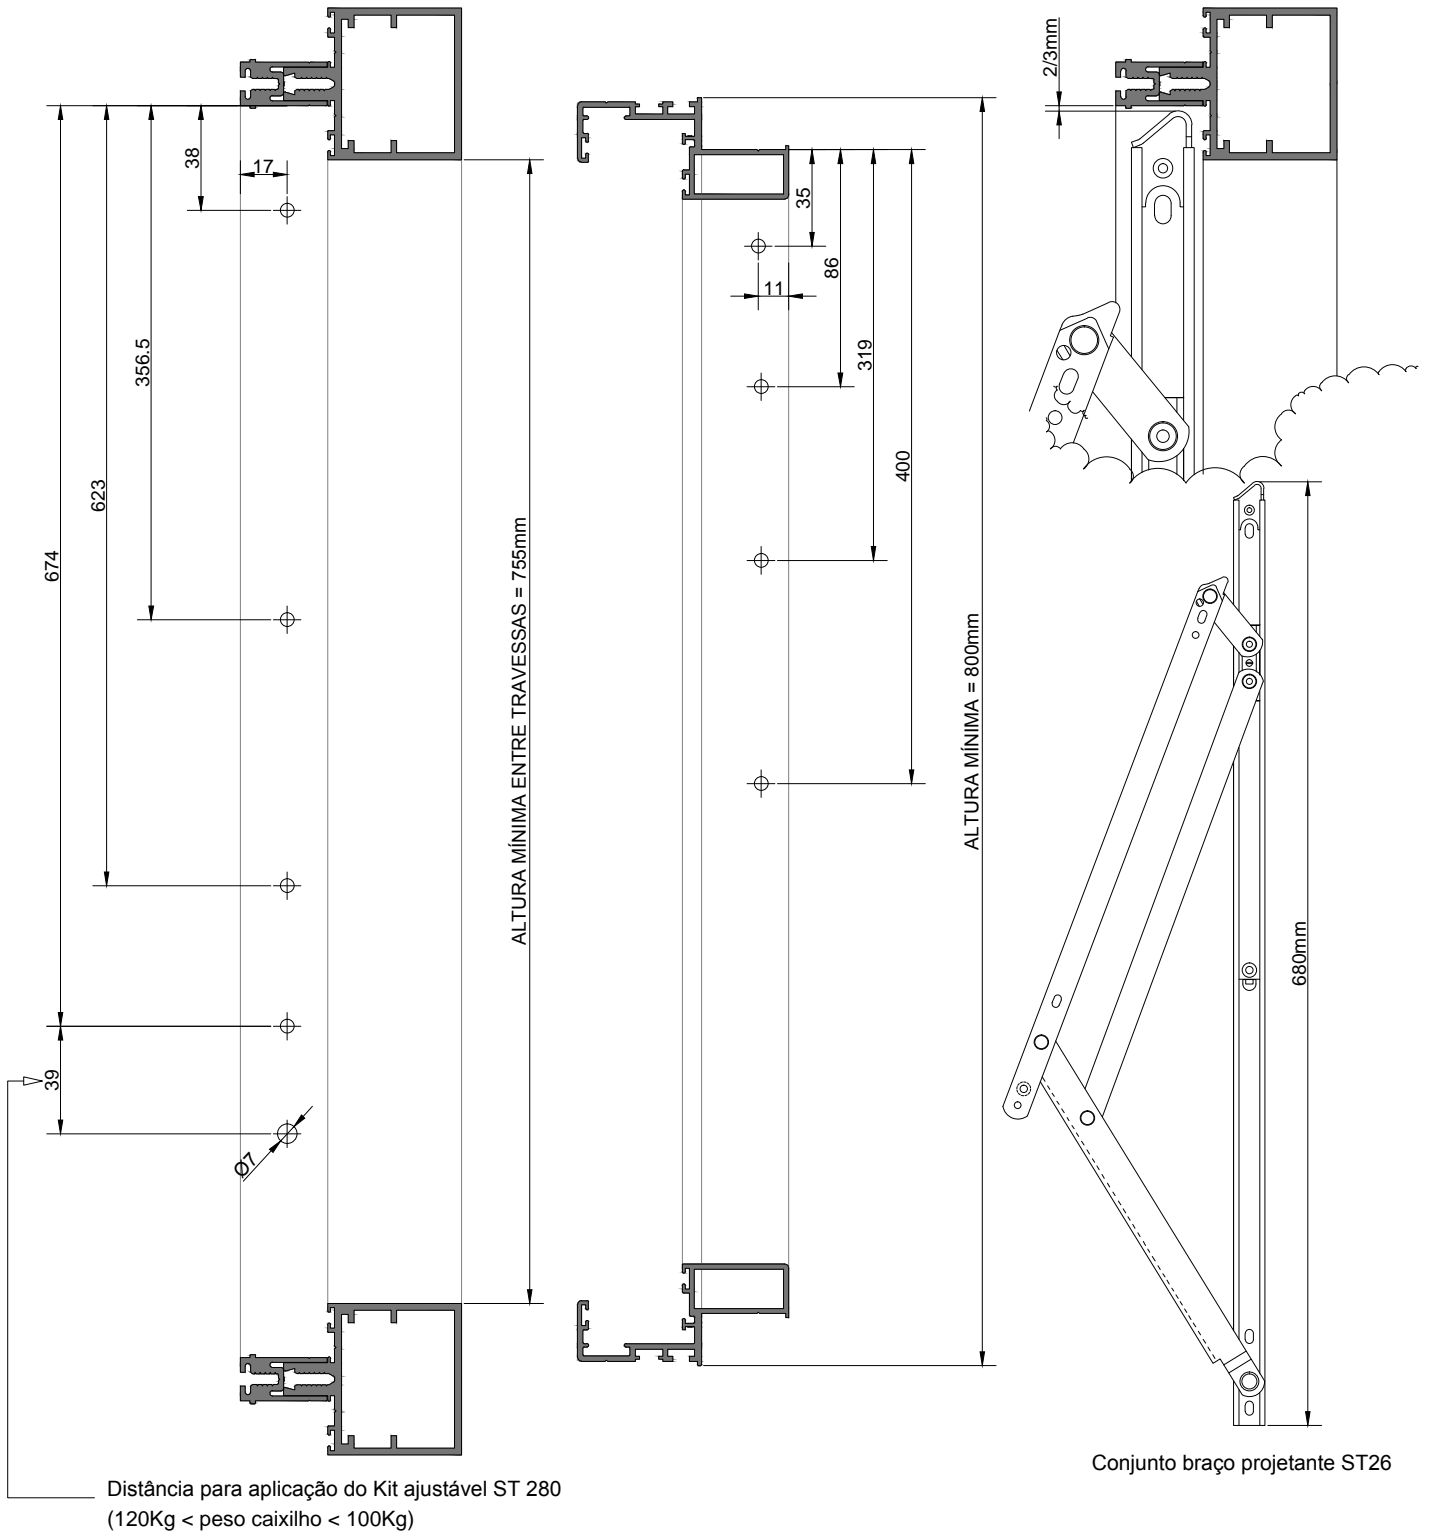 2/3mm
17
38
35
86
11
356.5
319
400
623
674
39
Ø7
ALTURA MÍNIMA ENTRE TRAVESSAS = 755mm
ALTURA MÍNIMA = 800mm
680mm
Conjunto braço projetante ST26
Distância para aplicação do Kit ajustável ST 280
(120Kg < peso caixilho < 100Kg)